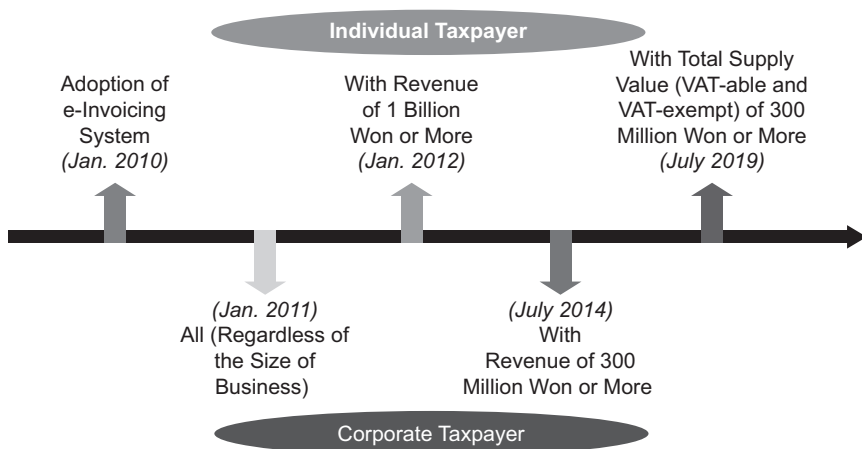 Individual Taxpayer
Adoption of
e-Invoicing
System
(Jan. 2010)
With Revenue
of 1 Billion
Won or More
(Jan. 2012)
With Total Supply
Value (VAT-able and
VAT-exempt) of 300
Million Won or More
(July 2019)
(Jan. 2011)
All (Regardless of
the Size of
Business)
(July 2014)
With
Revenue of 300
Million Won or More
Corporate Taxpayer